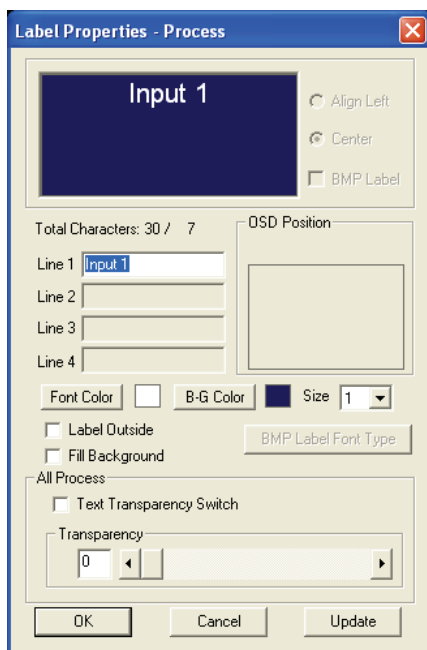 Label Properties - Process
Input 1
Align Left
Center
BMP Label
Total Characters: 30 / 7
OSD Position
Line 1 Input 1
Line 2
Line 3
Line 4
Font Color B-G Color Size 1
Label Outside
BMP Label Font Type
Fill Background
All Process
Text Transparency Switch
Transparency
0
OK Cancel Update